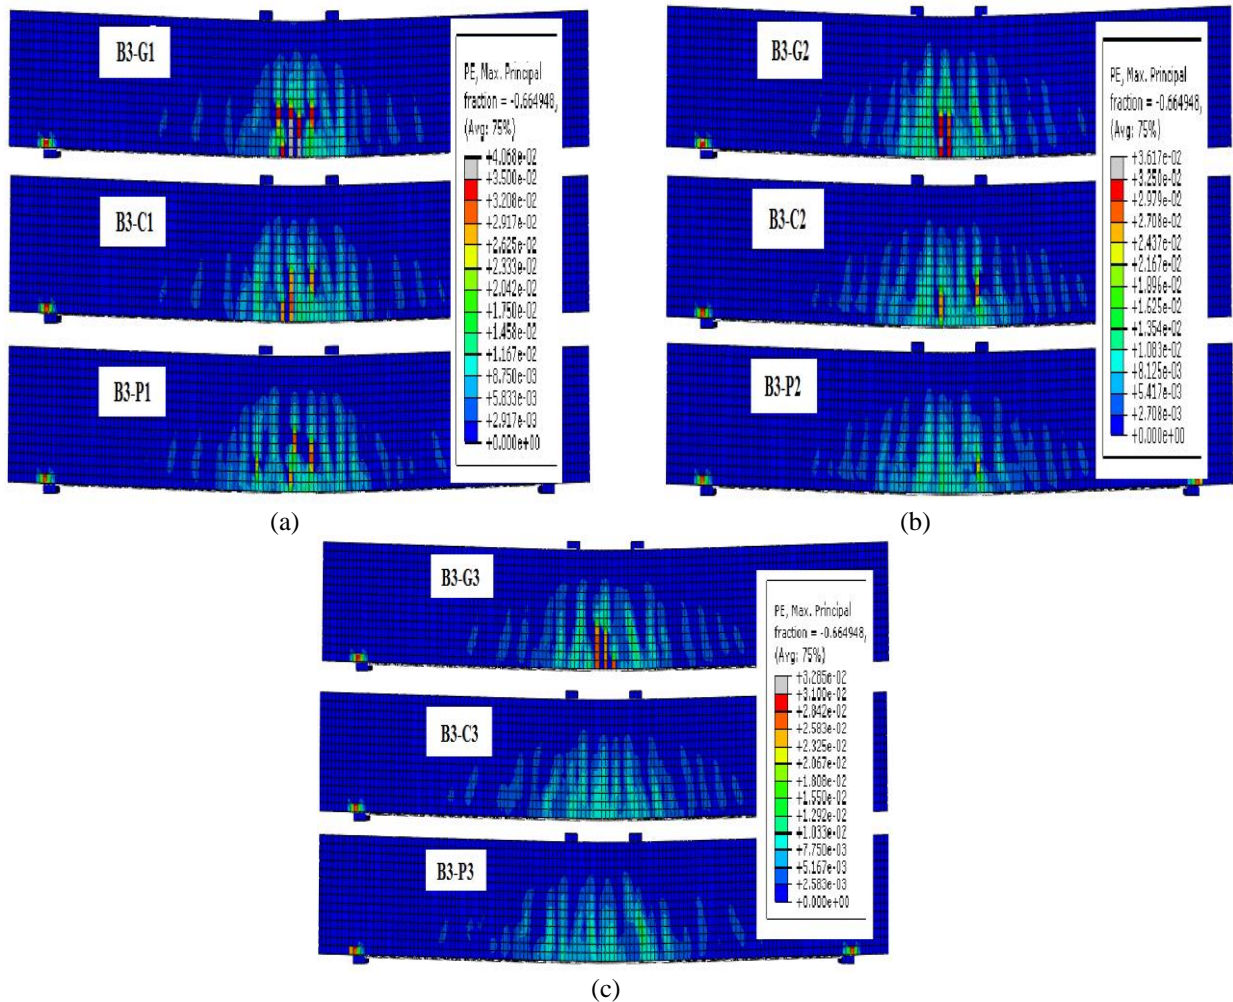 B3-G1
PE, Max. Principal
fraction = -0.664948,
(Avg: 75%)
+4.068e-02
+3.500e-02
+3.208e-02
+2.917e-02
+2.625e-02
+2.333e-02
+2.042e-02
+1.750e-02
+1.458e-02
+1.167e-02
+8.750e-03
+5.833e-03
+2.917e-03
+0.000e+00
B3-C1
B3-P1
(a)
B3-G2
PE, Max. Principal
fraction = -0.664948,
(Avg: 75%)
+3.617e-02
+3.250e-02
+2.979e-02
+2.708e-02
+2.437e-02
+2.167e-02
+1.896e-02
+1.625e-02
+1.354e-02
+1.083e-02
+8.125e-03
+5.417e-03
+2.708e-03
+0.000e+00
B3-C2
B3-P2
(b)
B3-G3
PE, Max. Principal
fraction = -0.664948,
(Avg: 75%)
+3.285e-02
+3.100e-02
+2.842e-02
+2.583e-02
+2.325e-02
+2.067e-02
+1.808e-02
+1.550e-02
+1.292e-02
+1.033e-02
+7.750e-03
+5.167e-03
+2.583e-03
+0.000e+00
B3-C3
B3-P3
(c)